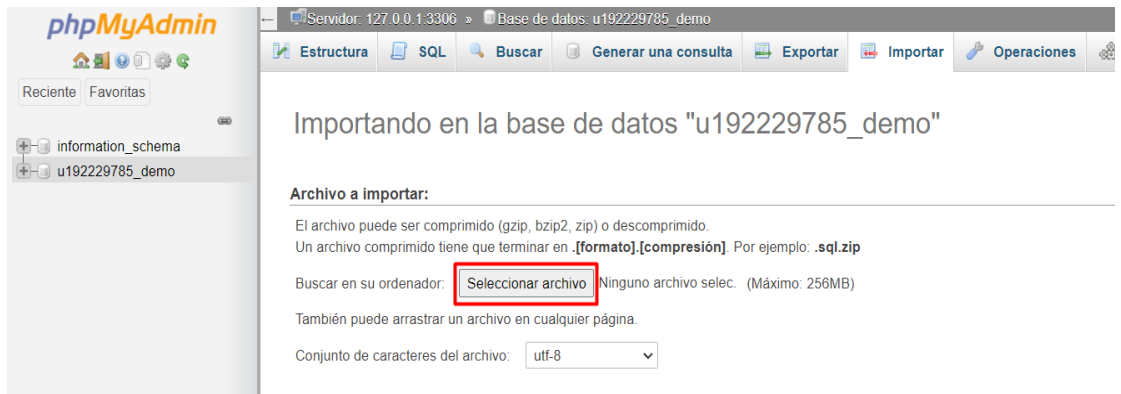 phpMyAdmin
Reciente Favoritas
information_schema
u192229785_demo
Servidor: 127.0.0.1:3306 » Base de datos: u192229785_demo
Estructura SQL Buscar Generar una consulta Exportar Importar Operaciones
Importando en la base de datos "u192229785_demo"
Archivo a importar:
El archivo puede ser comprimido (gzip, bzip2, zip) o descomprimido.
Un archivo comprimido tiene que terminar en .[formato].[compresión]. Por ejemplo: .sql.zip
Buscar en su ordenador: Seleccionar archivo Ninguno archivo selec. (Máximo: 256MB)
También puede arrastrar un archivo en cualquier página.
Conjunto de caracteres del archivo: utf-8